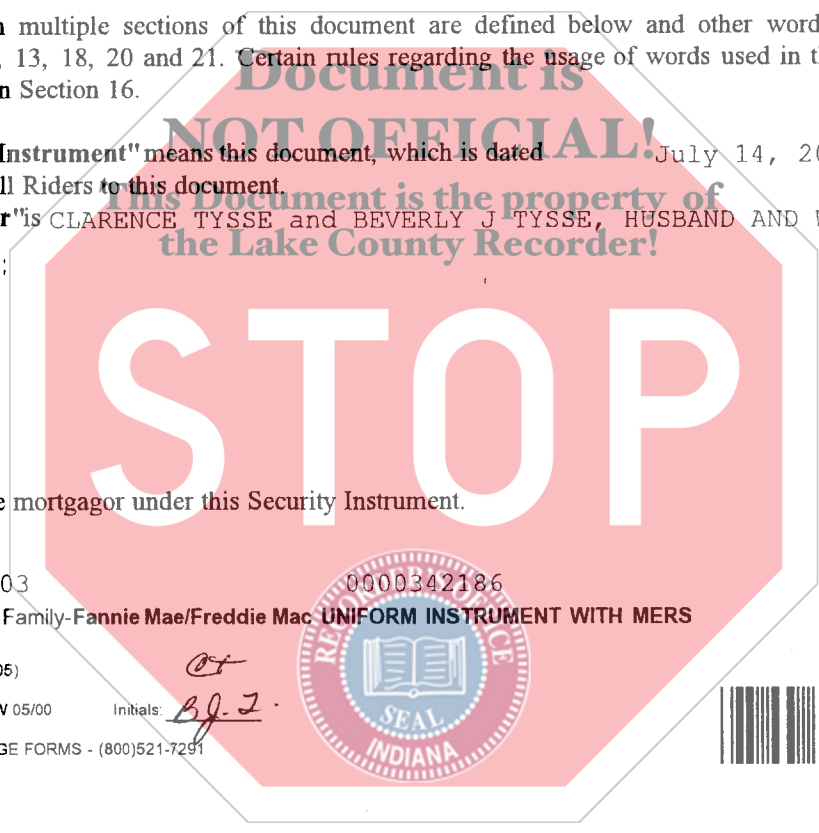 n multiple sections of this document are defined below and other word
, 13, 18, 20 and 21. Certain rules regarding the usage of words used in t
n Section 16.
Document is
NOT OFFICIAL!
Instrument" means this document, which is dated July 14, 20
ll Riders to this document.
This Document is the property of
r" is CLARENCE TYSSE and BEVERLY J TYSSE, HUSBAND AND
the Lake County Recorder!
STOP
e mortgagor under this Security Instrument.
03 0000342186
Family-Fannie Mae/Freddie Mac UNIFORM INSTRUMENT WITH MERS
05)
CT
W 05/00 Initials: B.J.T.
GE FORMS - (800)521-7291
RECORDER'S OFFICE
SEAL
INDIANA